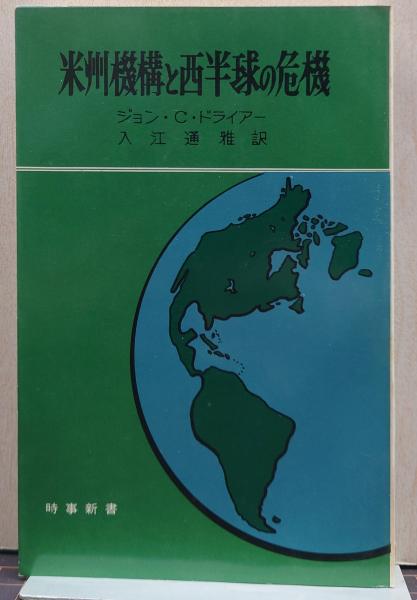 米州機構と西半球の危機
ジョン・C・ドライアー
入江通雅訳
時事新書